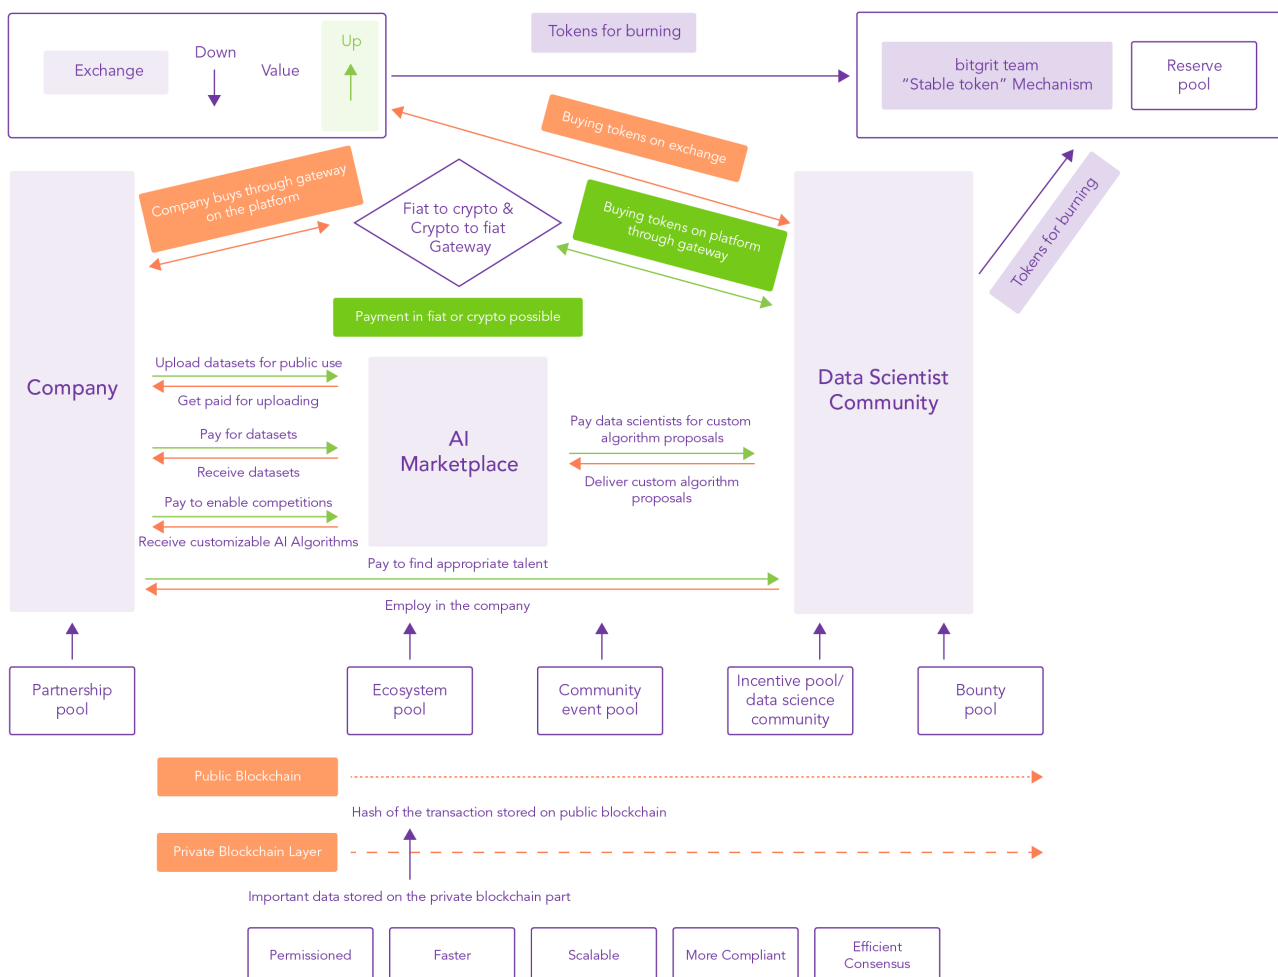 Exchange
Down
Value
Up
Tokens for burning
bitgrit team
“Stable token” Mechanism
Reserve
pool
Buying tokens on exchange
Company buys through gateway
on the platform
Fiat to crypto &
Crypto to fiat
Gateway
Buying tokens on platform
through gateway
Tokens for burning
Payment in fiat or crypto possible
Company
Upload datasets for public use
Get paid for uploading
Pay for datasets
Receive datasets
Pay to enable competitions
Receive customizable AI Algorithms
AI
Marketplace
Pay data scientists for custom
algorithm proposals
Deliver custom algorithm
proposals
Data Scientist
Community
Pay to find appropriate talent
Employ in the company
Partnership
pool
Ecosystem
pool
Community
event pool
Incentive pool/
data science
community
Bounty
pool
Public Blockchain
Hash of the transaction stored on public blockchain
Private Blockchain Layer
Important data stored on the private blockchain part
Permissioned
Faster
Scalable
More Compliant
Efficient
Consensus